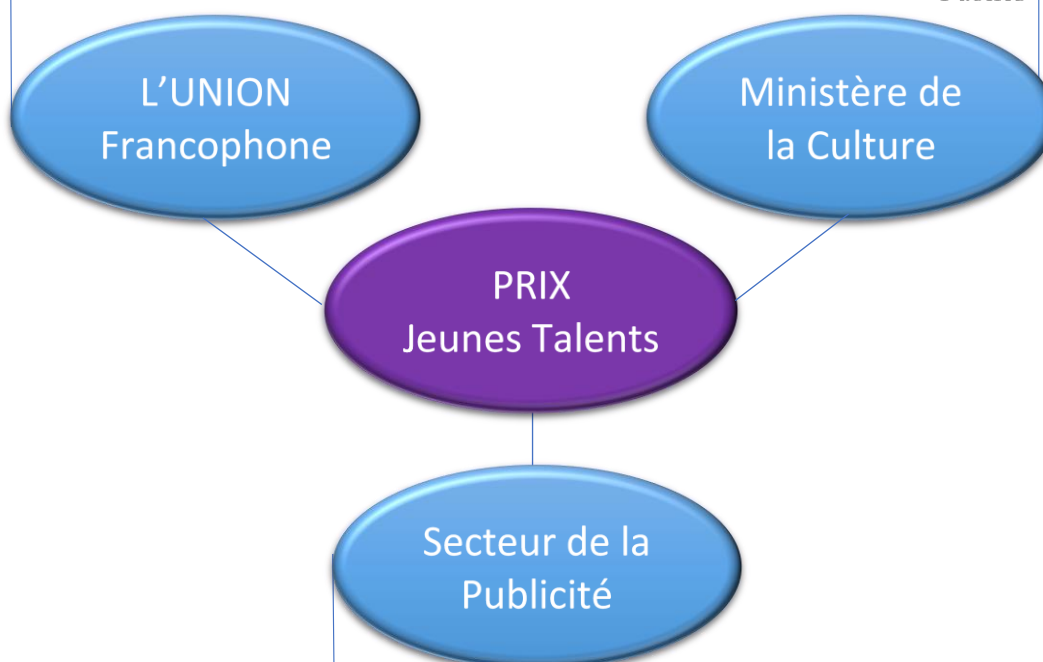 L'UNION
Francophone
Ministère de
la Culture
PRIX
Jeunes Talents
Secteur de la
Publicité